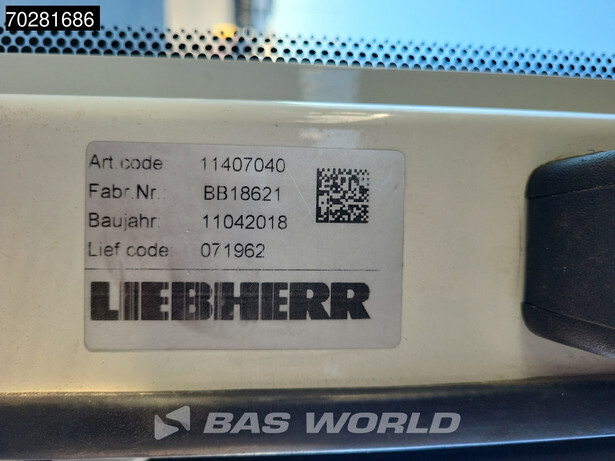 70281686
Art.code: 11407040
Fabr.Nr.: BB18621
Baujahr: 11042018
Lief code: 071962
LIEBHERR
BAS WORLD